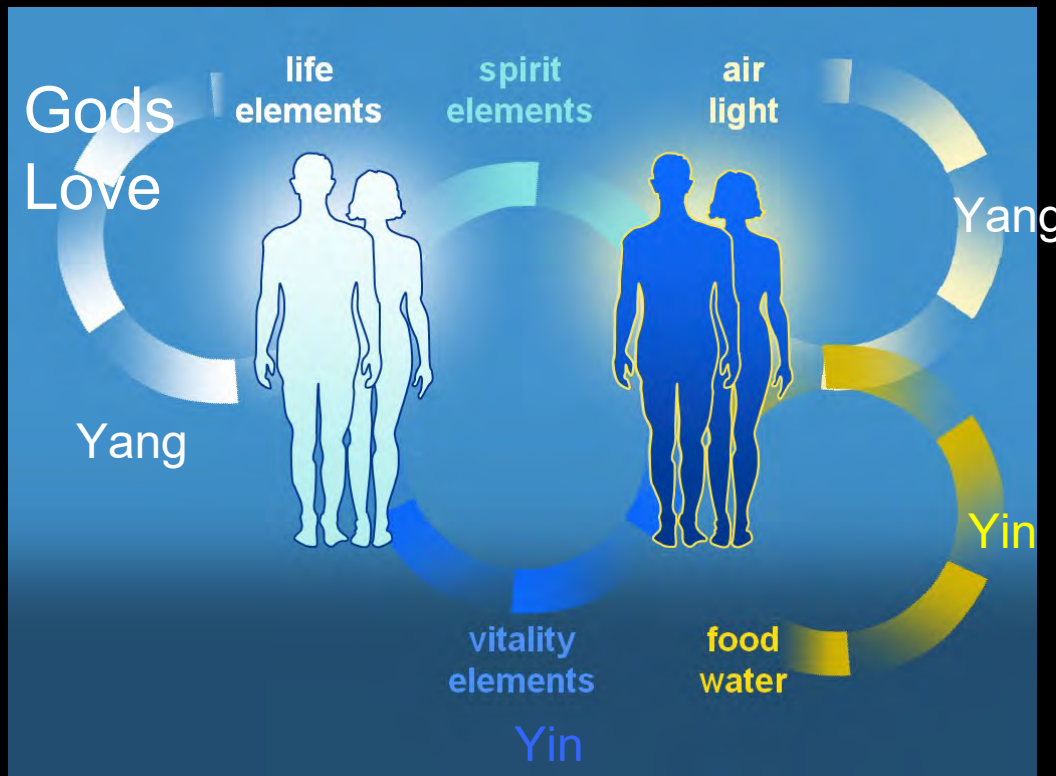 life
elements
spirit
elements
air
light
Gods
Love
Yang
Yang
Yin
vitality
elements
food
water
Yin